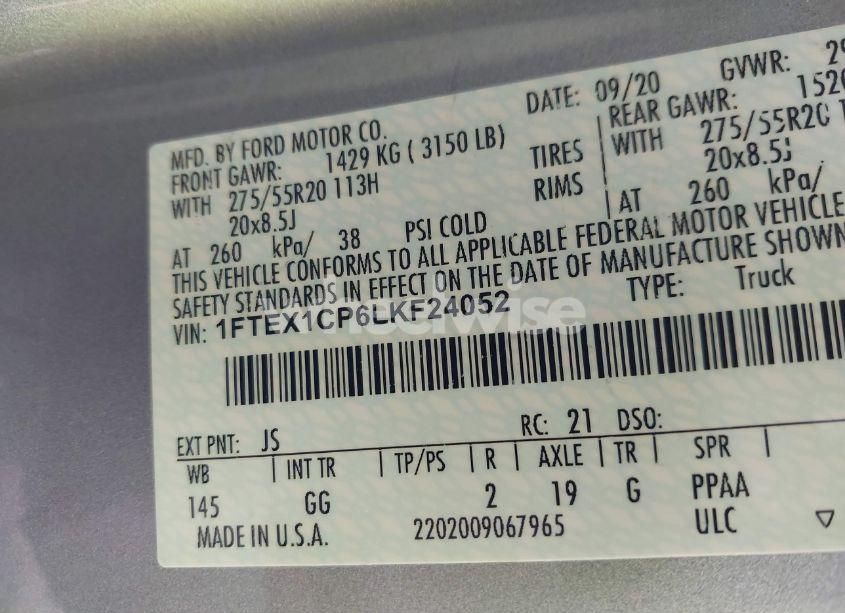 DATE: 09/20 GVWR: 29
MFD. BY FORD MOTOR CO.
FRONT GAWR: 1429 KG ( 3150 LB) REAR GAWR: 1520
WITH 275/55R20 113H TIRES WITH 275/55R20
20x8.5J RIMS 20x8.5J
AT 260 kPa/ 38 PSI COLD AT 260 kPa/
THIS VEHICLE CONFORMS TO ALL APPLICABLE FEDERAL MOTOR VEHICLE
SAFETY STANDARDS IN EFFECT ON THE DATE OF MANUFACTURE SHOWN
VIN: 1FTEX1CP6LKF24052 TYPE: Truck
EXT PNT: JS RC: 21 DSO:
WB INT TR TP/PS R AXLE TR SPR
145 GG 2 19 G PPAA
MADE IN U.S.A. 2202009067965 ULC